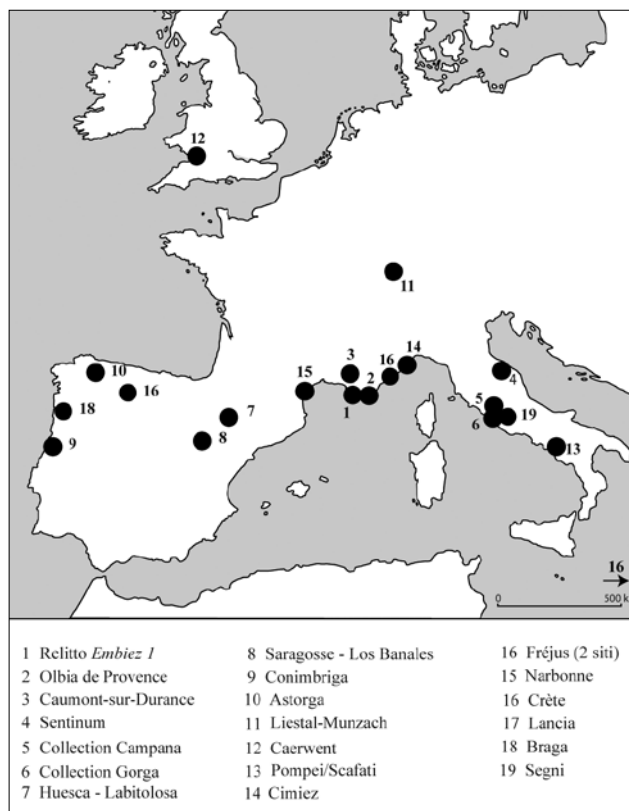 12
11
14
16
3
15
1
2
4
5
6
19
13
10
16
18
9
7
8
16
0
500 k
1 Relitto Embiez 1
2 Olbia de Provence
3 Caumont-sur-Durance
4 Sentinum
5 Collection Campana
6 Collection Gorga
7 Huesca - Labitolosa
8 Saragosse - Los Banales
9 Conimbriga
10 Astorga
11 Liestal-Munzach
12 Caerwent
13 Pompei/Scafati
14 Cimiez
16 Fréjus (2 siti)
15 Narbonne
16 Crète
17 Lancia
18 Braga
19 Segni